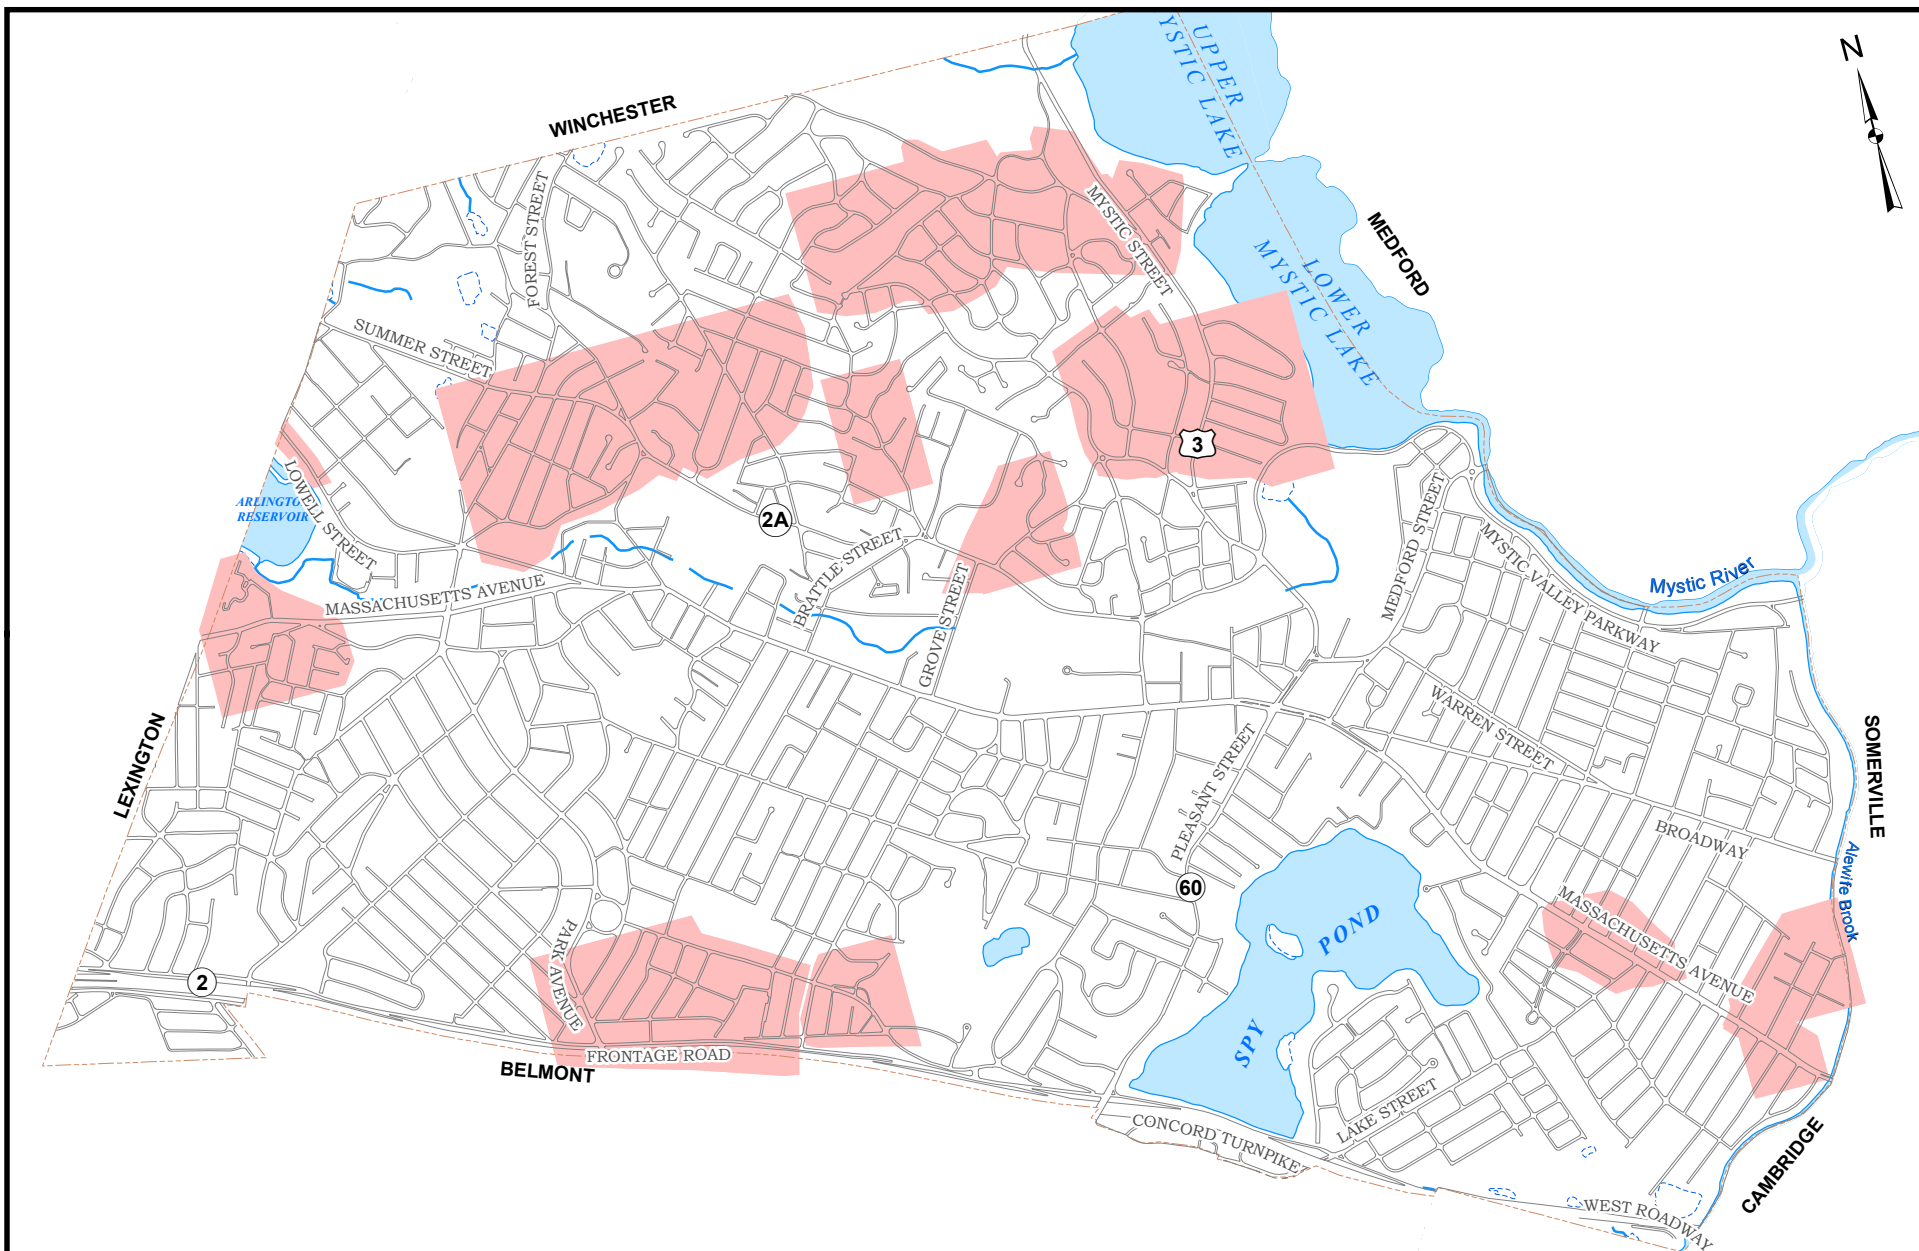 N
UPPER
MYSTIC LAKE
WINCHESTER
MEDFORD
LOWER
MYSTIC LAKE
MYSTIC STREET
FOREST STREET
SUMMER STREET
3
ARLINGTON
RESERVOIR
LOWELL STREET
2A
BRATTLE STREET
MASSACHUSETTS AVENUE
GROVE STREET
MEDFORD STREET
MYSTIC VALLEY PARKWAY
Mystic River
WARREN STREET
LEXINGTON
PLEASANT STREET
SOMERVILLE
BROADWAY
Alewife Brook
60
PARK AVENUE
SPY POND
MASSACHUSETTS AVENUE
2
FRONTAGE ROAD
BELMONT
LAKE STREET
CONCORD TURNPIKE
CAMBRIDGE
WEST ROADWAY